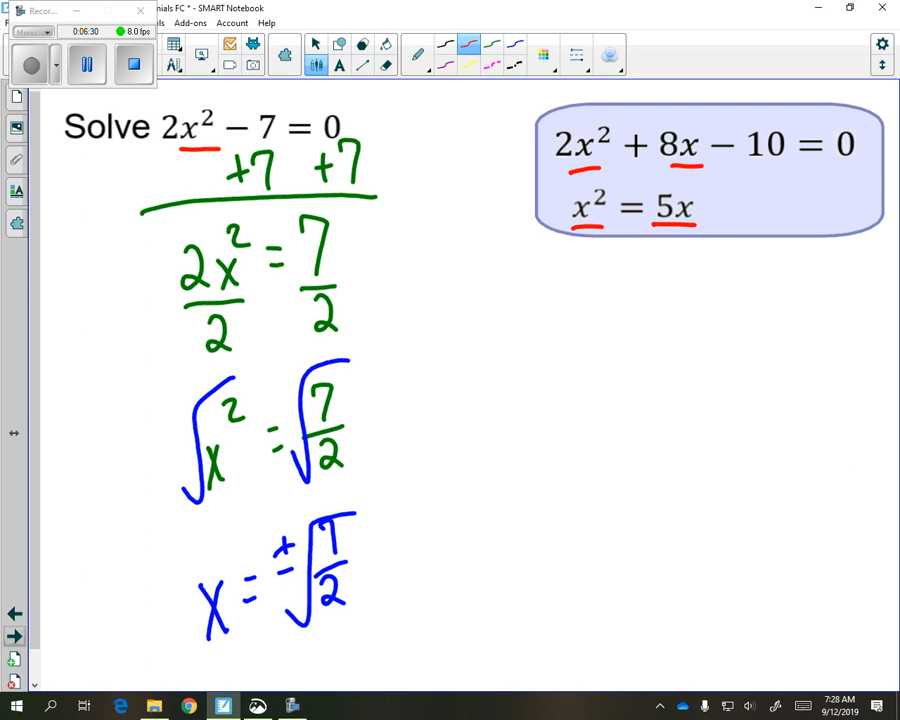 Recor...
nials FC * - SMART Notebook
Menu
0:06:30
8.0 fps
ls Add-ons Account Help
Solve 2x² − 7 = 0
+7 +7
2x² = 7
2 2
√x² = √7/2
x = ±√7/2
2x² + 8x − 10 = 0
x² = 5x
7:28 AM
9/12/2019